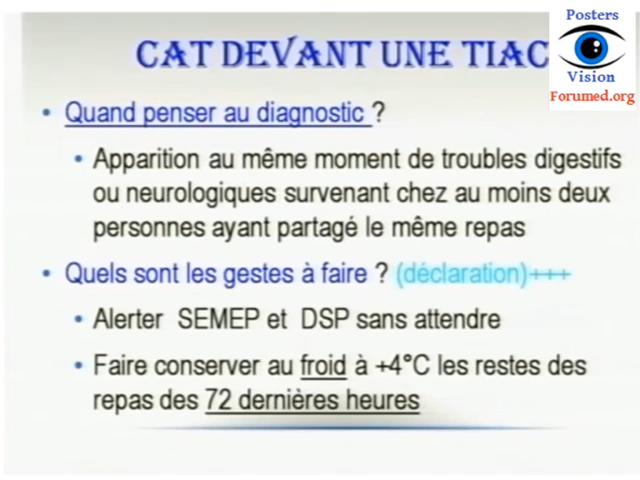 Posters
Vision
Forumed.org
CAT DEVANT UNE TIAC
• Quand penser au diagnostic ?
• Apparition au même moment de troubles digestifs
ou neurologiques survenant chez au moins deux
personnes ayant partagé le même repas
• Quels sont les gestes à faire ? (déclaration)+++
• Alerter SEMEP et DSP sans attendre
• Faire conserver au froid à +4°C les restes des
repas des 72 dernières heures